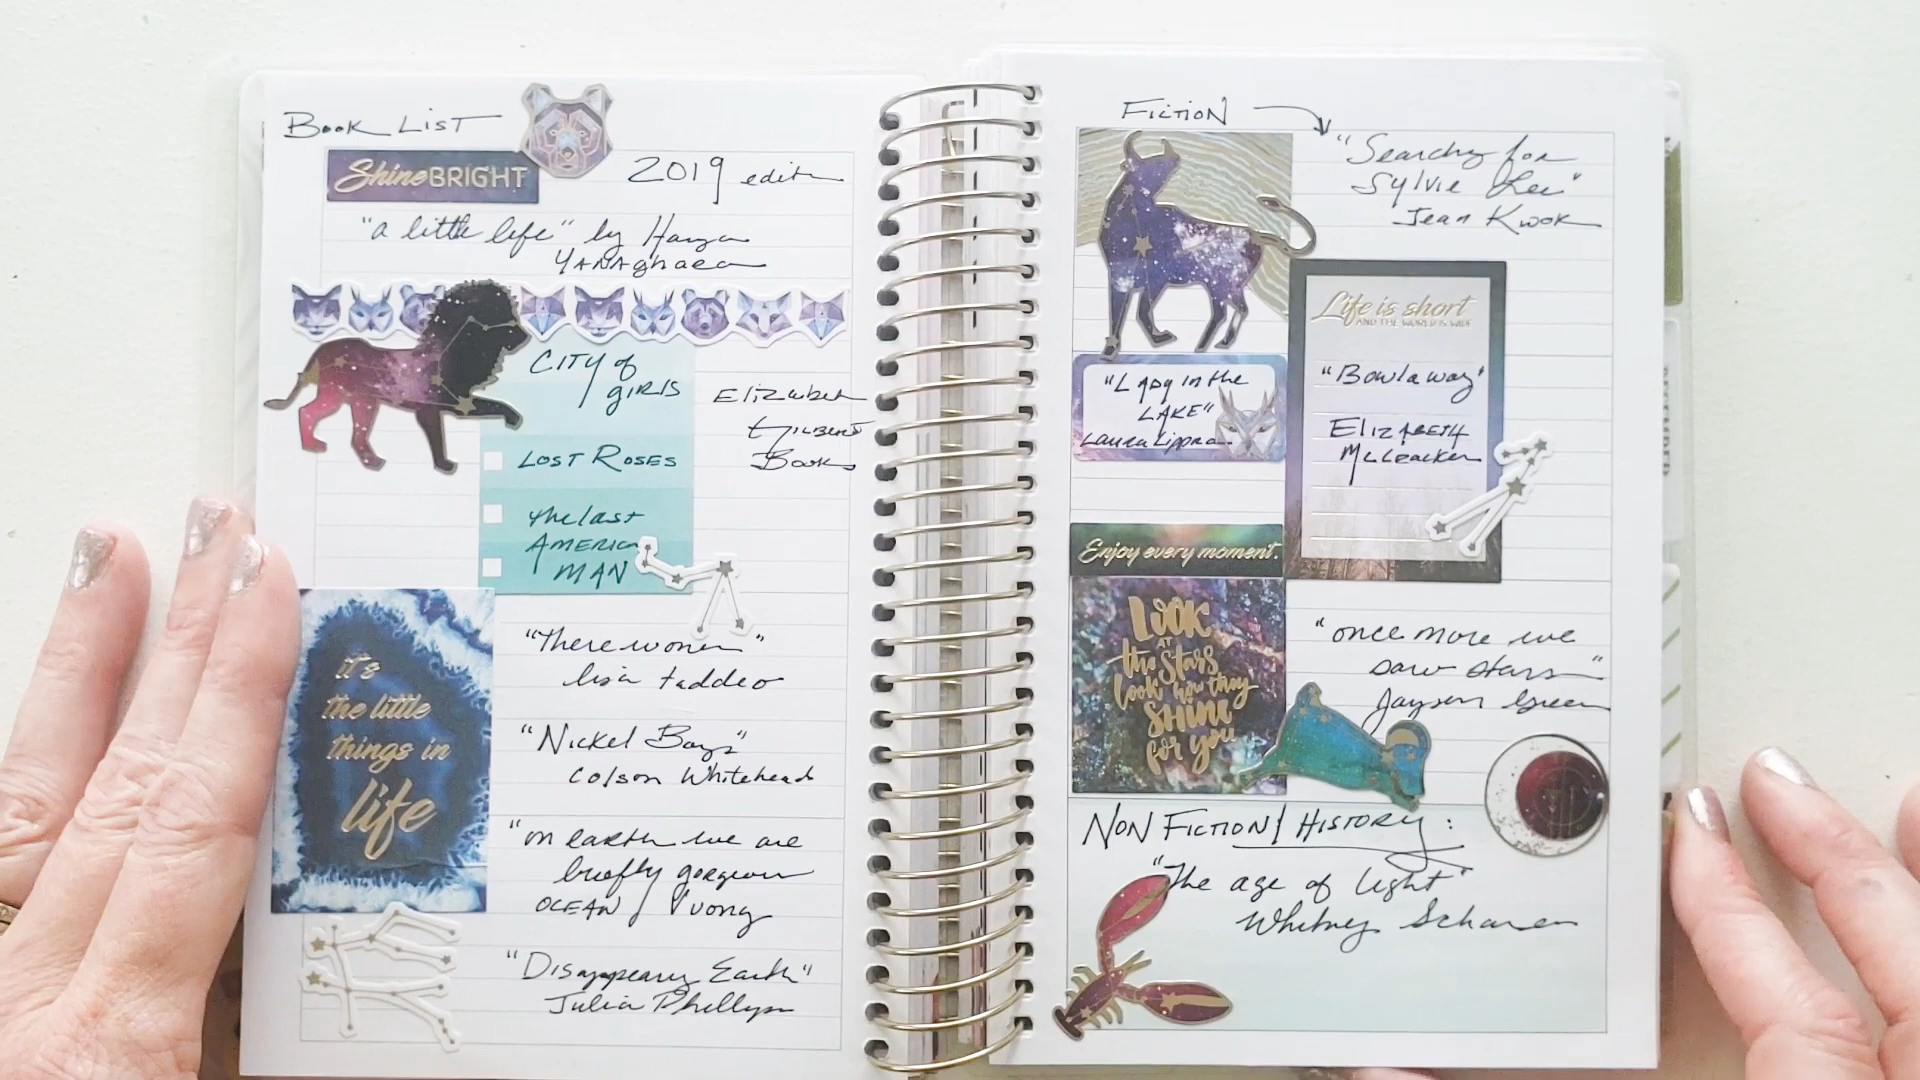 Book List
Shine BRIGHT
2019 edition
"a little life" by Hanya
Yanagihara
CITY of
GIRLS
Elizabeth
Gilbert
Books
LOST ROSES
The last
AMERICAN
MAN
it's
the little
things in
life
"Three women"
lisa taddeo
"Nickel Boys"
Colson Whitehead
"on earth we are
briefly gorgeous
OCEAN Vuong
"Disappearing Earth"
Julia Phillips
FICTION
"Searching for
Sylvie Lee"
Jean Kwok
Life is short
AND THE WORLD IS WIDE
"Lady in the
LAKE"
Laura Lippman
"Bowlaway"
ELIZABETH
McCracken
Enjoy every moment.
LOOK
AT
the Stars
look how they
SHINE
for you
"once more we
saw stars"
Jayson Green
NON FICTION/HISTORY:
"The age of light"
Whitney Scharer